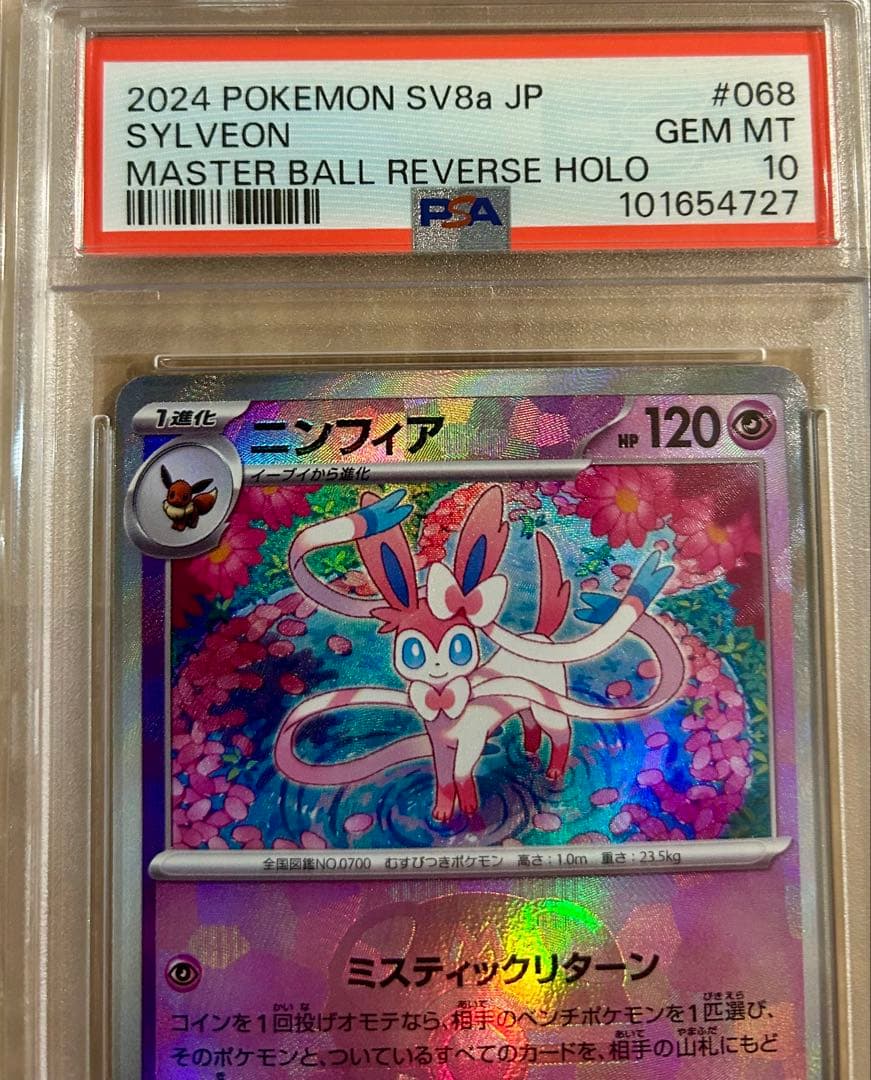 2024 POKEMON SV8a JP #068
SYLVEON GEM MT
MASTER BALL REVERSE HOLO 10
PSA 101654727
1進化 ニンフィア HP 120
イーブイから進化
全国図鑑NO.0700 むすびつきポケモン 高さ:1.0m 重さ:23.5kg
ミスティックリターン
コインを1回投げオモテなら、相手のベンチポケモンを1匹選び、
そのポケモンと、ついているすべてのカードを、相手の山札にもど